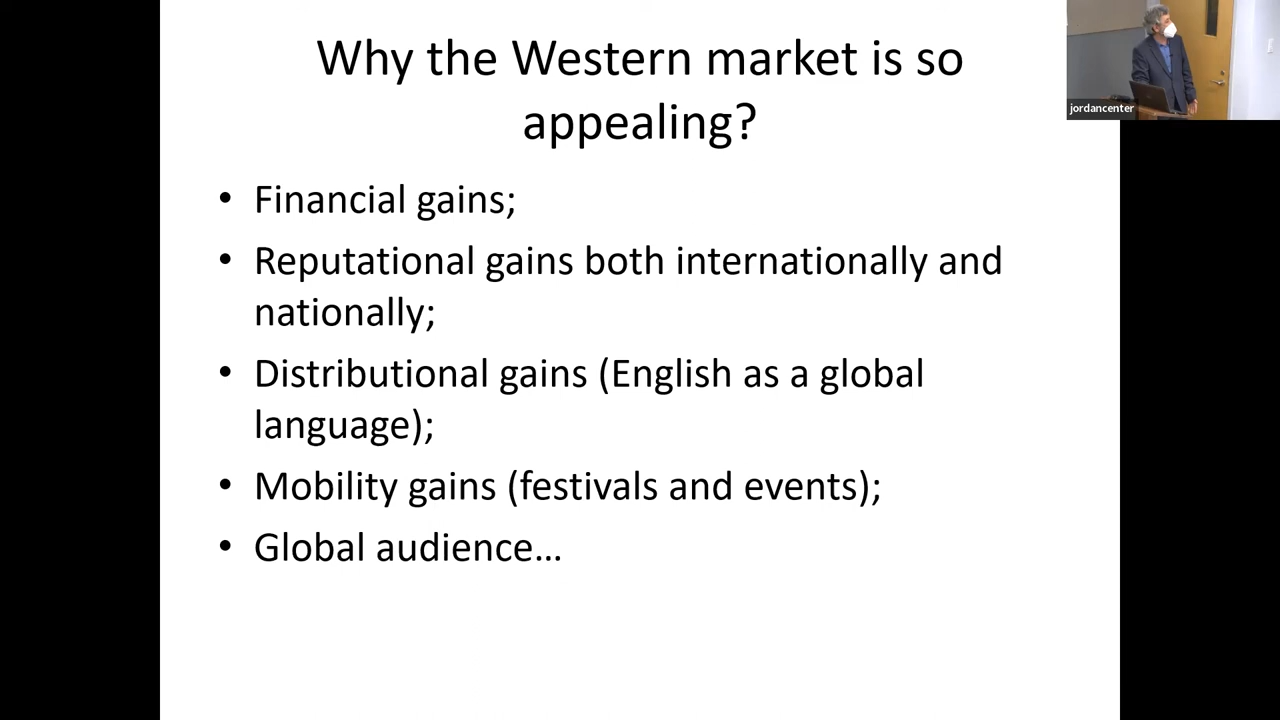 Why the Western market is so
appealing?
• Financial gains;
• Reputational gains both internationally and
nationally;
• Distributional gains (English as a global
language);
• Mobility gains (festivals and events);
• Global audience…
jordancenter